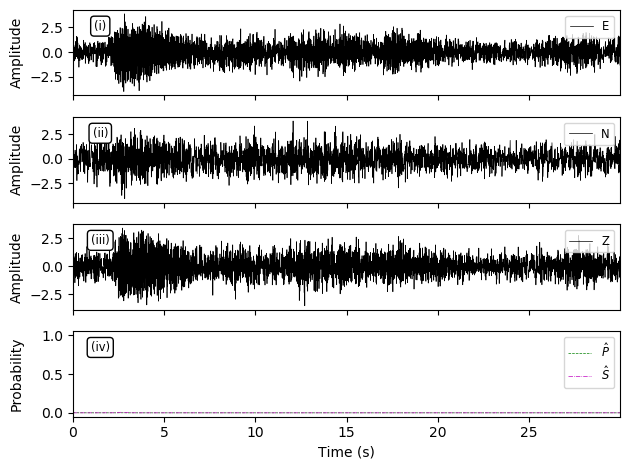 (i)
E
2.5
0.0
−2.5
Amplitude
(ii)
N
2.5
0.0
−2.5
Amplitude
(iii)
Z
2.5
0.0
−2.5
Amplitude
(iv)
P̂
Ŝ
1.0
0.5
0.0
Probability
0 5 10 15 20 25
Time (s)